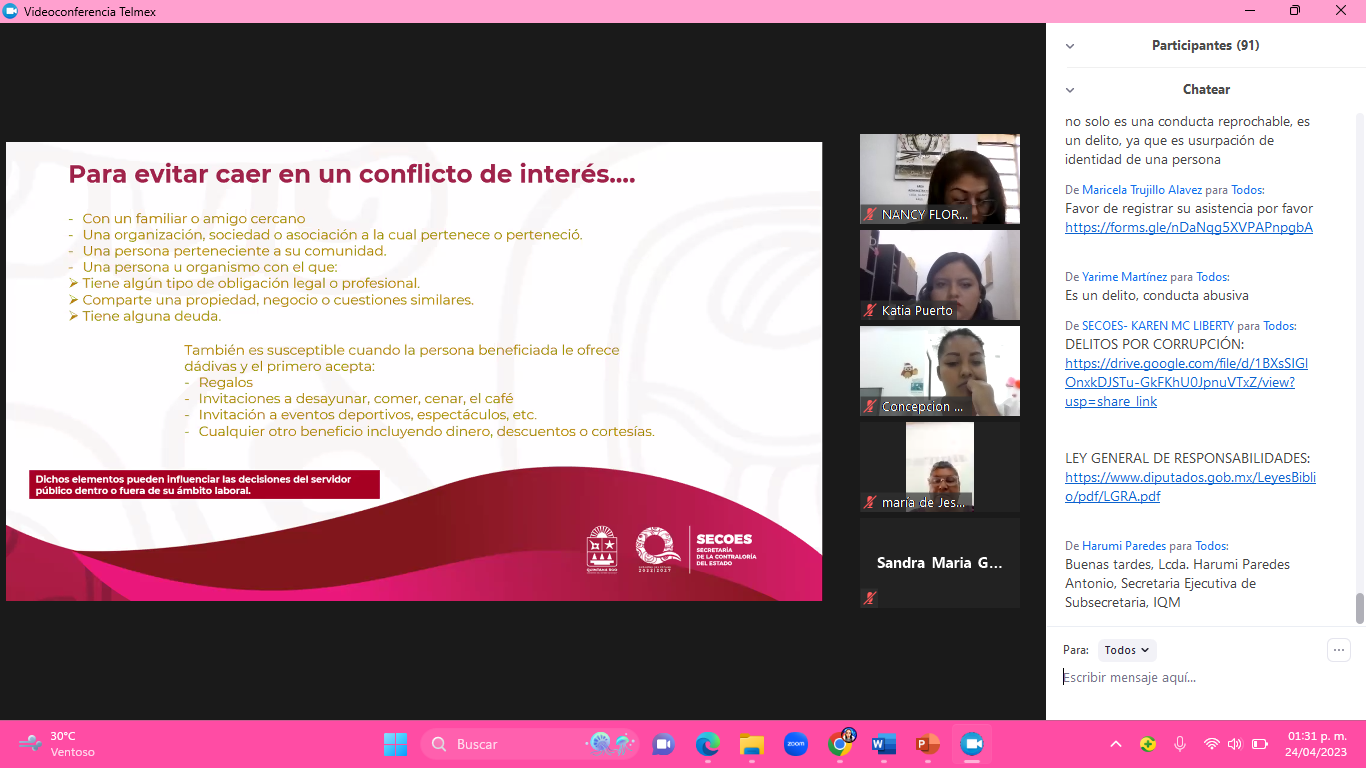 Videoconferencia Telmex
Para evitar caer en un conflicto de interés....
- Con un familiar o amigo cercano
- Una organización, sociedad o asociación a la cual pertenece o perteneció.
- Una persona perteneciente a su comunidad.
- Una persona u organismo con el que:
➢ Tiene algún tipo de obligación legal o profesional.
➢ Comparte una propiedad, negocio o cuestiones similares.
➢ Tiene alguna deuda.
También es susceptible cuando la persona beneficiada le ofrece
dádivas y el primero acepta:
- Regalos
- Invitaciones a desayunar, comer, cenar, el café
- Invitación a eventos deportivos, espectáculos, etc.
- Cualquier otro beneficio incluyendo dinero, descuentos o cortesías.
Dichos elementos pueden influenciar las decisiones del servidor
público dentro o fuera de su ámbito laboral.
QUINTANA ROO
2022/2027
SECOES
SECRETARÍA
DE LA CONTRALORÍA
DEL ESTADO
NANCY FLOR...
Katia Puerto
Concepcion ...
maria de Jes...
Sandra Maria G...
Participantes (91)
Chatear
no solo es una conducta reprochable, es
un delito, ya que es usurpación de
identidad de una persona
De Maricela Trujillo Alavez para Todos:
Favor de registrar su asistencia por favor
https://forms.gle/nDaNqg5XVPAPnpgbA
De Yarime Martínez para Todos:
Es un delito, conducta abusiva
De SECOES- KAREN MC LIBERTY para Todos:
DELITOS POR CORRUPCIÓN:
https://drive.google.com/file/d/1BXsSIGl
OnxkDJSTu-GkFKhU0JpnuVTxZ/view?
usp=share_link
LEY GENERAL DE RESPONSABILIDADES:
https://www.diputados.gob.mx/LeyesBibli
o/pdf/LGRA.pdf
De Harumi Paredes para Todos:
Buenas tardes, Lcda. Harumi Paredes
Antonio, Secretaria Ejecutiva de
Subsecretaria, IQM
Para: Todos
Escribir mensaje aquí...
30°C
Ventoso
Buscar
zoom
01:31 p. m.
24/04/2023